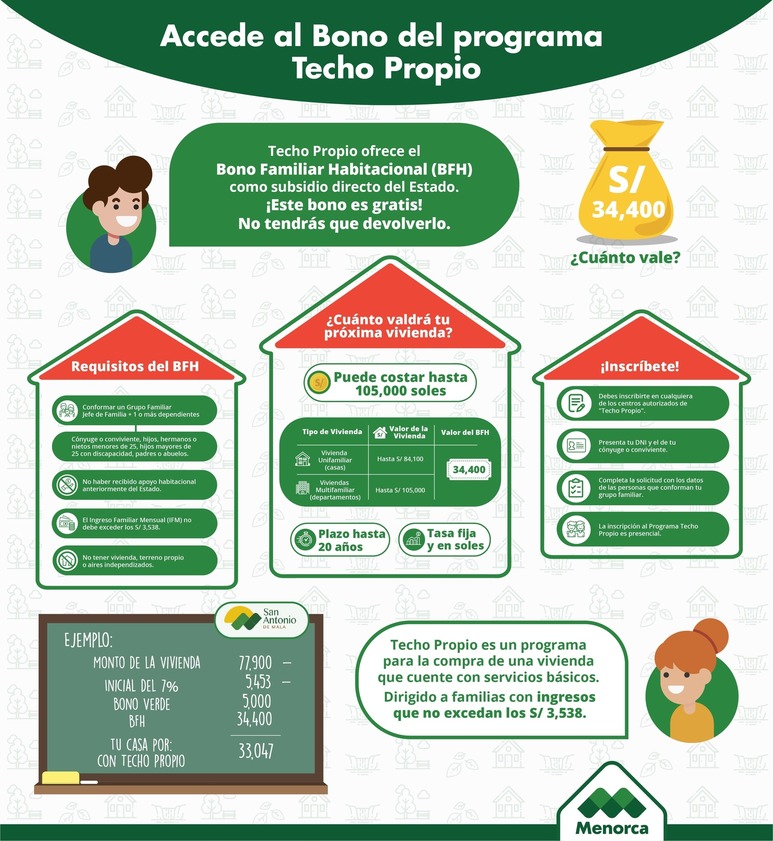 Accede al Bono del programa
Techo Propio
Techo Propio ofrece el
Bono Familiar Habitacional (BFH)
como subsidio directo del Estado.
¡Este bono es gratis!
No tendrás que devolverlo.
S/
34,400
¿Cuánto vale?
Requisitos del BFH
Conformar un Grupo Familiar
Jefe de Familia + 1 o más dependientes
Cónyuge o conviviente, hijos, hermanos o
nietos menores de 25, hijos mayores de
25 con discapacidad, padres o abuelos.
No haber recibido apoyo habitacional
anteriormente del Estado.
El Ingreso Familiar Mensual (IFM) no
debe exceder los S/ 3,538.
No tener vivienda, terreno propio
o aires independizados.
¿Cuánto valdrá tu
próxima vivienda?
S/
Puede costar hasta
105,000 soles
Tipo de Vivienda
Valor de la
Vivienda
Valor del BFH
Vivienda
Unifamiliar
(casas)
Hasta S/ 84,100
34,400
Viviendas
Multifamiliar
(departamentos)
Hasta S/ 105,000
Plazo hasta
20 años
Tasa fija
y en soles
¡Inscríbete!
Debes inscribirte en cualquiera
de los centros autorizados de
"Techo Propio".
Presenta tu DNI y el de tu
cónyuge o conviviente.
Completa la solicitud con los datos
de las personas que conforman tu
grupo familiar.
La inscripción al Programa Techo
Propio es presencial.
San
Antonio
DE MALA
EJEMPLO:
MONTO DE LA VIVIENDA 77,900 –
INICIAL DEL 7% 5,453 –
BONO VERDE 5,000
BFH 34,400
TU CASA POR:
CON TECHO PROPIO 33,047
Techo Propio es un programa
para la compra de una vivienda
que cuente con servicios básicos.
Dirigido a familias con ingresos
que no excedan los S/ 3,538.
Menorca